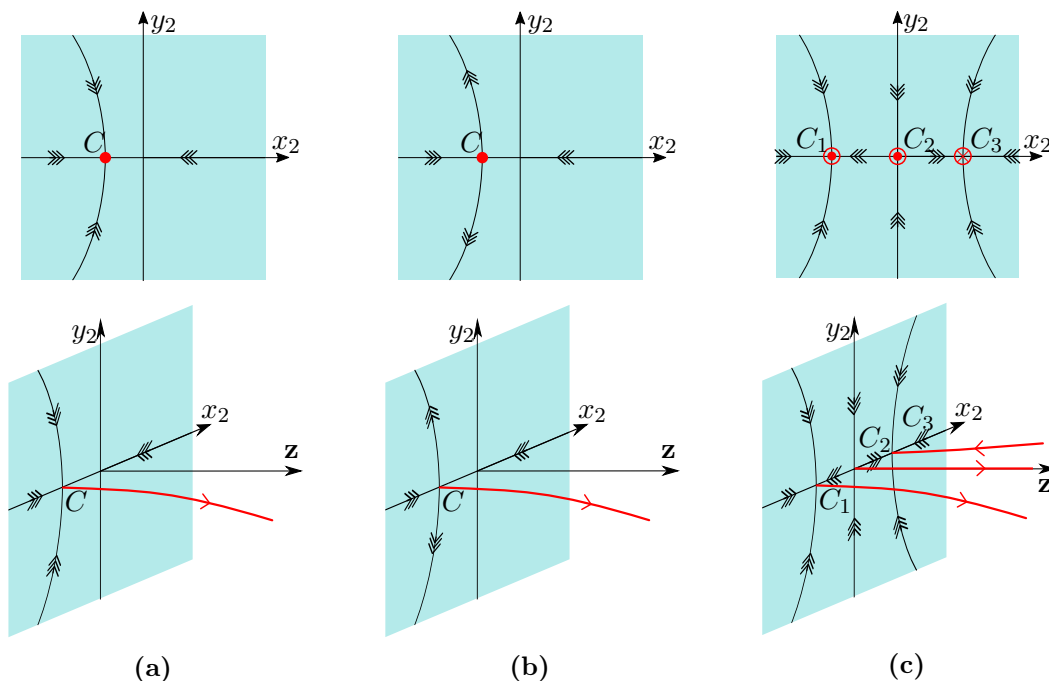 y₂
C
x₂
y₂
C
x₂
y₂
C₁ C₂ C₃
x₂
y₂
x₂
z
C
y₂
x₂
z
C
y₂
C₃ x₂
C₂
z
C₁
(a) (b) (c)